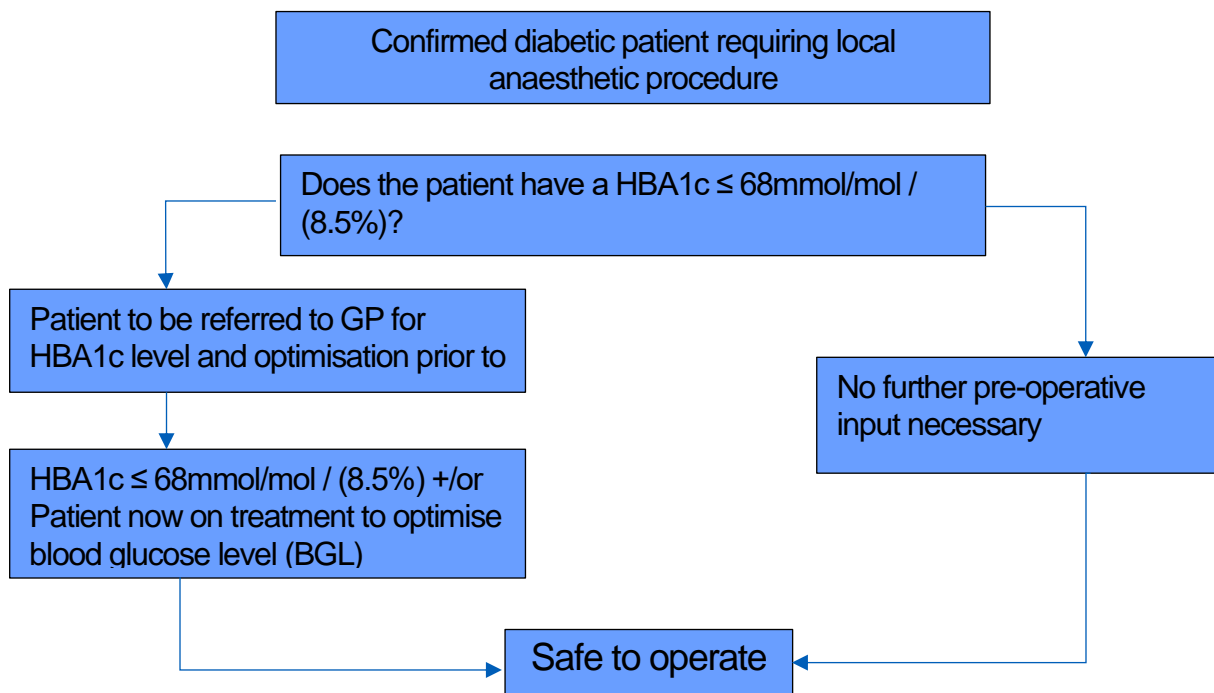 Confirmed diabetic patient requiring local
anaesthetic procedure
Does the patient have a HBA1c ≤ 68mmol/mol /
(8.5%)?
Patient to be referred to GP for
HBA1c level and optimisation prior to
No further pre-operative
input necessary
HBA1c ≤ 68mmol/mol / (8.5%) +/or
Patient now on treatment to optimise
blood glucose level (BGL)
Safe to operate